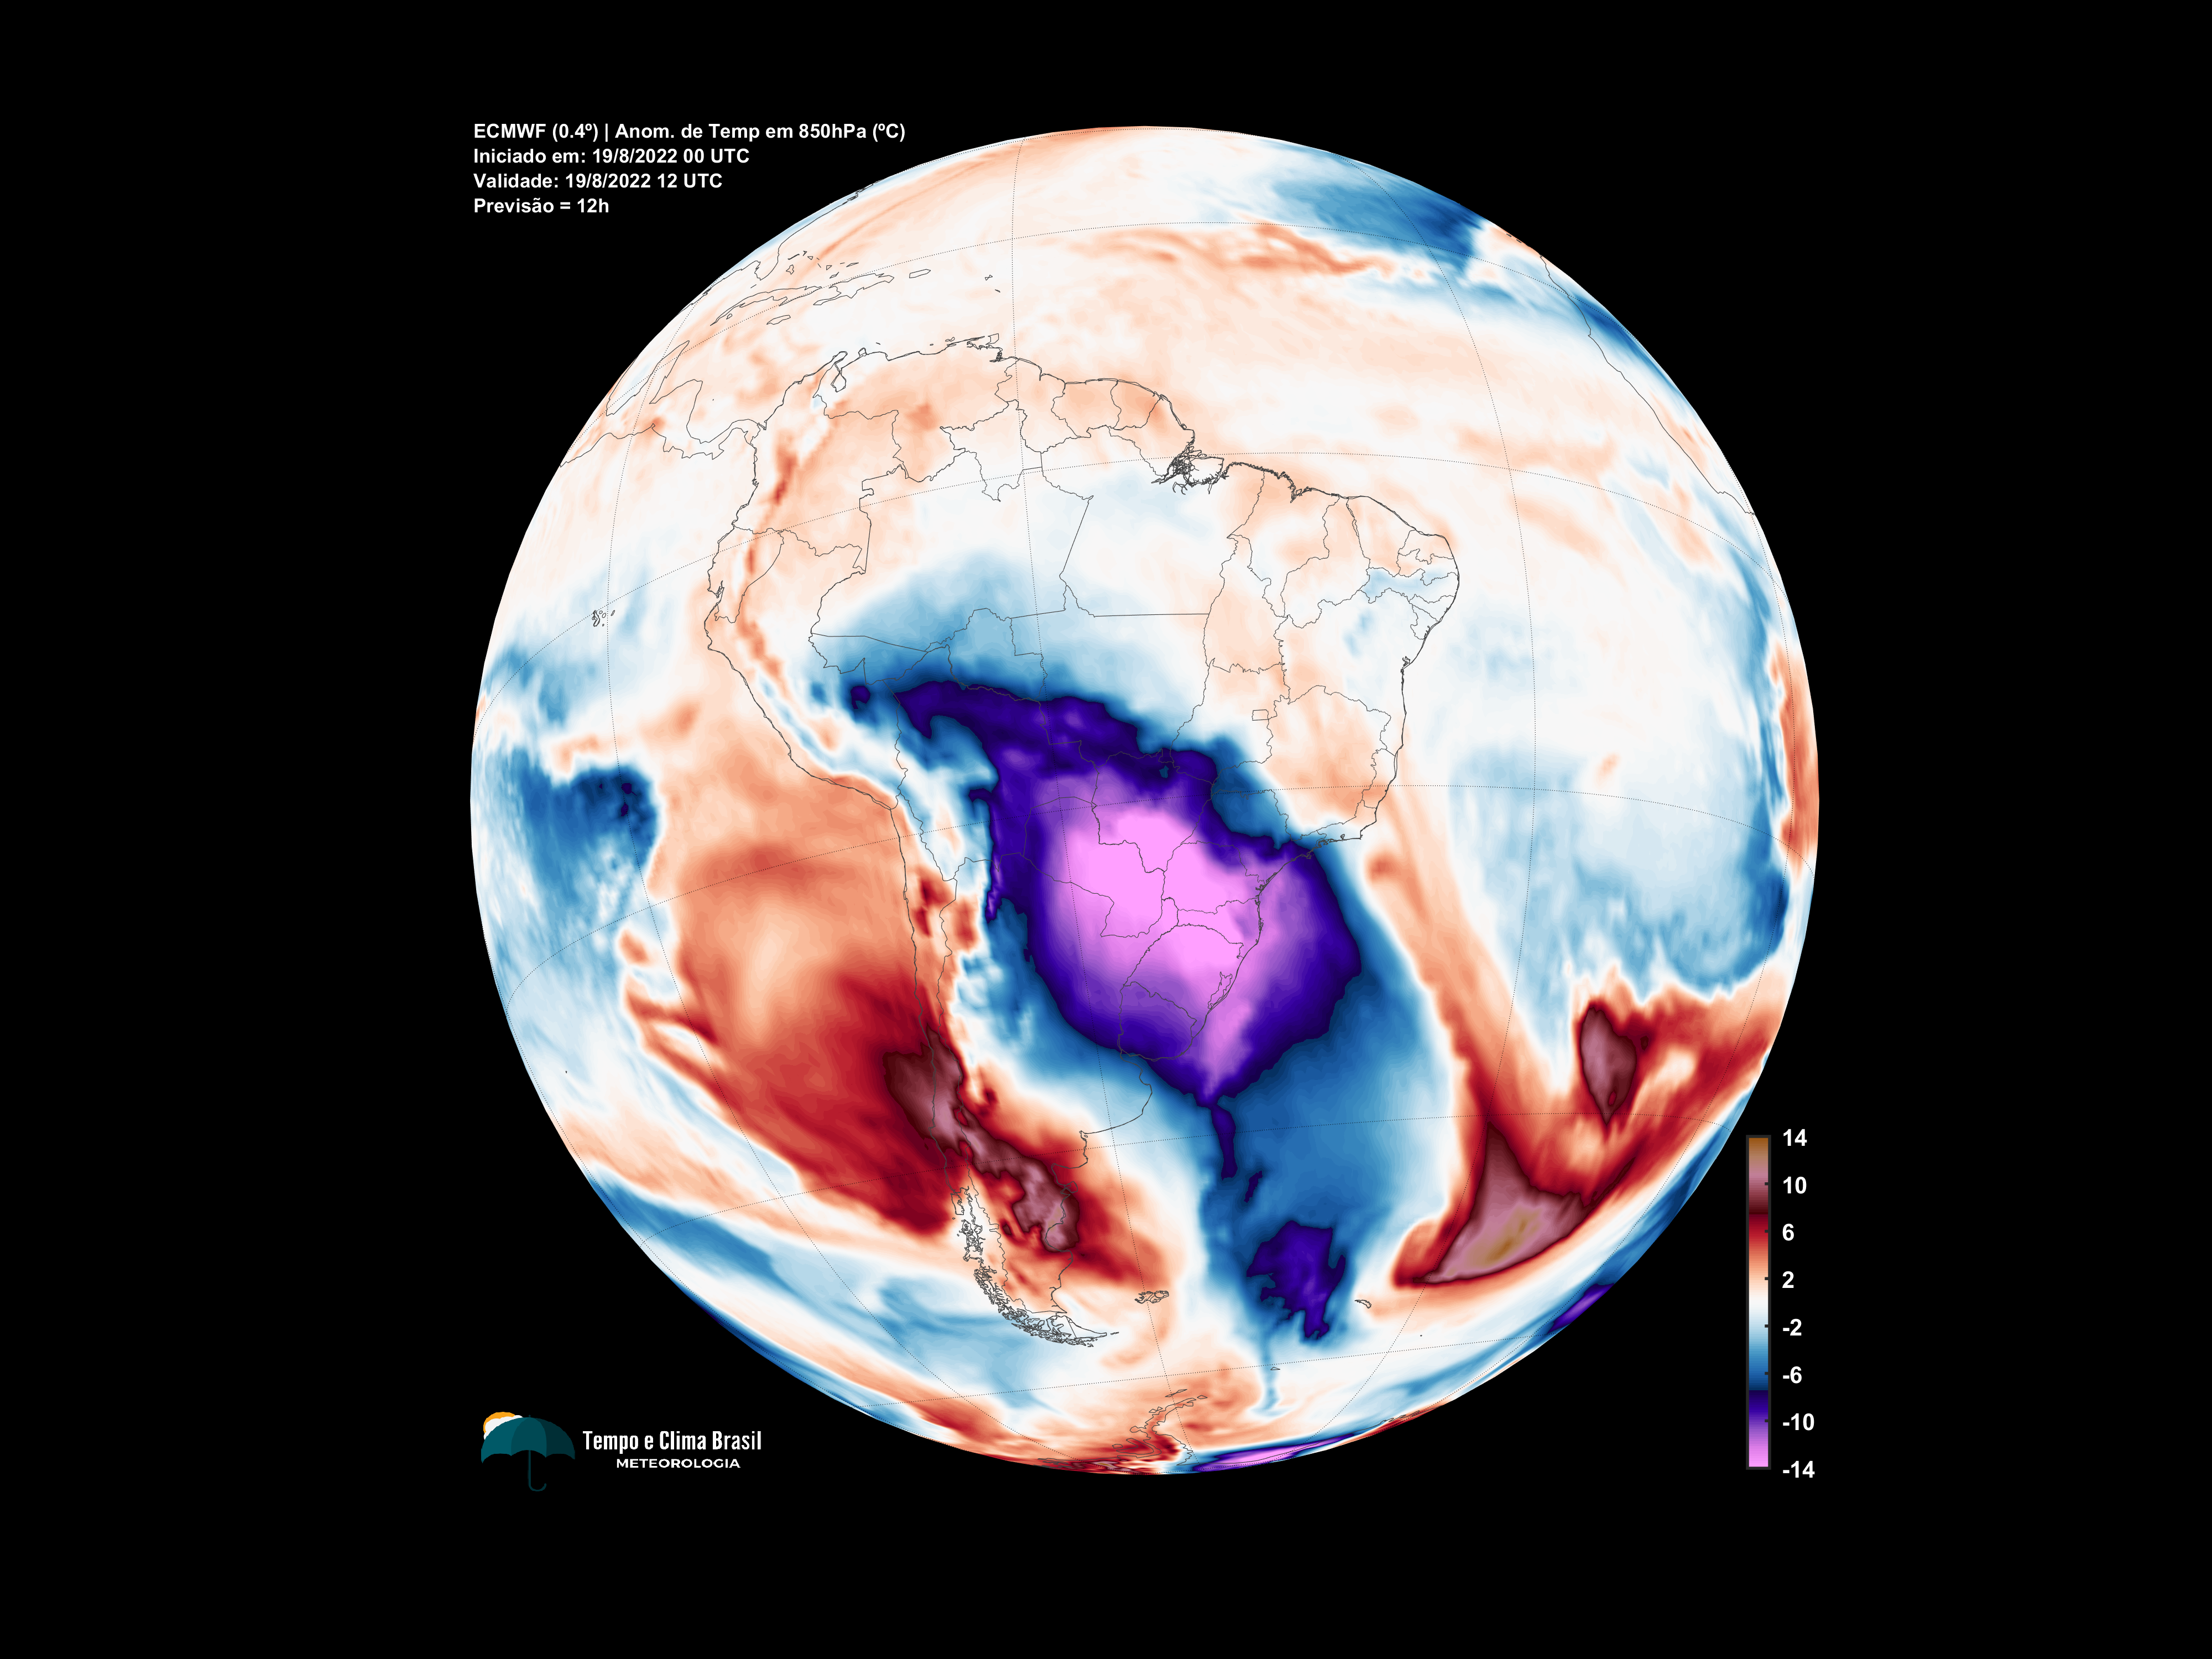 ECMWF (0.4º) | Anom. de Temp em 850hPa (ºC)
Iniciado em: 19/8/2022 00 UTC
Validade: 19/8/2022 12 UTC
Previsão = 12h
14
10
6
2
-2
-6
-10
-14
Tempo e Clima Brasil
METEOROLOGIA